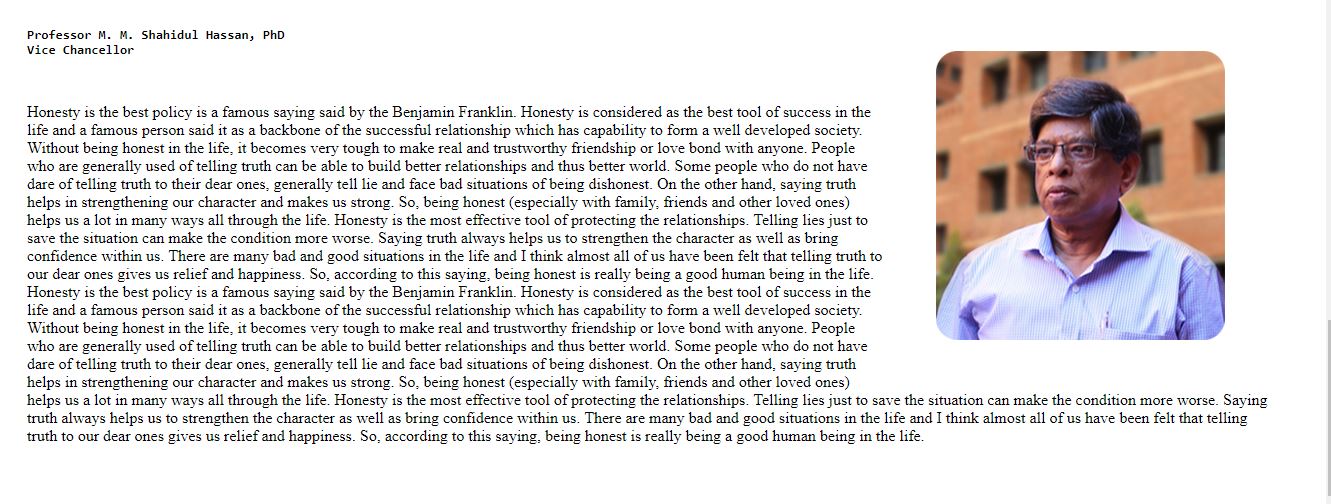 Professor M. M. Shahidul Hassan, PhD
Vice Chancellor
Honesty is the best policy is a famous saying said by the Benjamin Franklin. Honesty is considered as the best tool of success in the
life and a famous person said it as a backbone of the successful relationship which has capability to form a well developed society.
Without being honest in the life, it becomes very tough to make real and trustworthy friendship or love bond with anyone. People
who are generally used of telling truth can be able to build better relationships and thus better world. Some people who do not have
dare of telling truth to their dear ones, generally tell lie and face bad situations of being dishonest. On the other hand, saying truth
helps in strengthening our character and makes us strong. So, being honest (especially with family, friends and other loved ones)
helps us a lot in many ways all through the life. Honesty is the most effective tool of protecting the relationships. Telling lies just to
save the situation can make the condition more worse. Saying truth always helps us to strengthen the character as well as bring
confidence within us. There are many bad and good situations in the life and I think almost all of us have been felt that telling truth to
our dear ones gives us relief and happiness. So, according to this saying, being honest is really being a good human being in the life.
Honesty is the best policy is a famous saying said by the Benjamin Franklin. Honesty is considered as the best tool of success in the
life and a famous person said it as a backbone of the successful relationship which has capability to form a well developed society.
Without being honest in the life, it becomes very tough to make real and trustworthy friendship or love bond with anyone. People
who are generally used of telling truth can be able to build better relationships and thus better world. Some people who do not have
dare of telling truth to their dear ones, generally tell lie and face bad situations of being dishonest. On the other hand, saying truth
helps in strengthening our character and makes us strong. So, being honest (especially with family, friends and other loved ones)
helps us a lot in many ways all through the life. Honesty is the most effective tool of protecting the relationships. Telling lies just to save the situation can make the condition more worse. Saying
truth always helps us to strengthen the character as well as bring confidence within us. There are many bad and good situations in the life and I think almost all of us have been felt that telling
truth to our dear ones gives us relief and happiness. So, according to this saying, being honest is really being a good human being in the life.